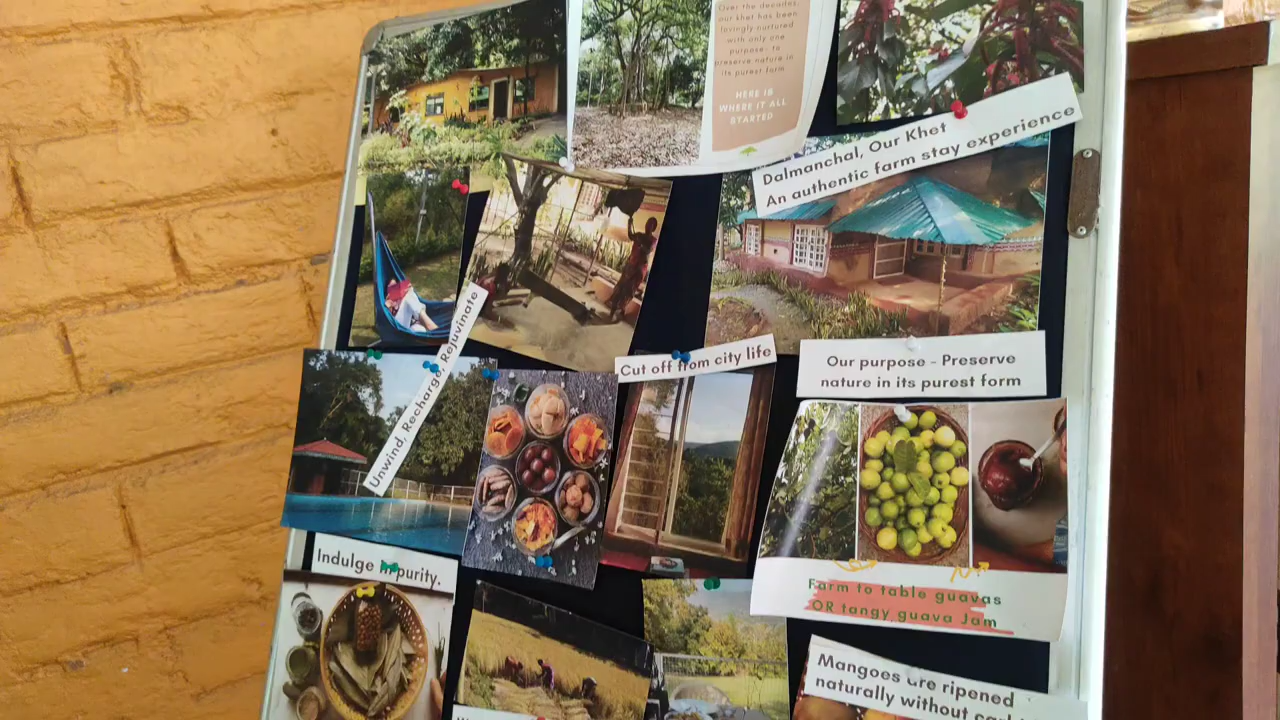 Over the decades,
our khet has been
lovingly nurtured
with only one
purpose- to
preserve nature in
its purest form
HERE IS
WHERE IT ALL
STARTED
Dalmanchal, Our Khet
An authentic farm stay experience
Unwind, Recharge, Rejuvinate
Cut off from city life
Our purpose - Preserve
nature in its purest form
Indulge in purity.
Farm to table guavas
OR tangy guava Jam
Mangoes are ripened
naturally without